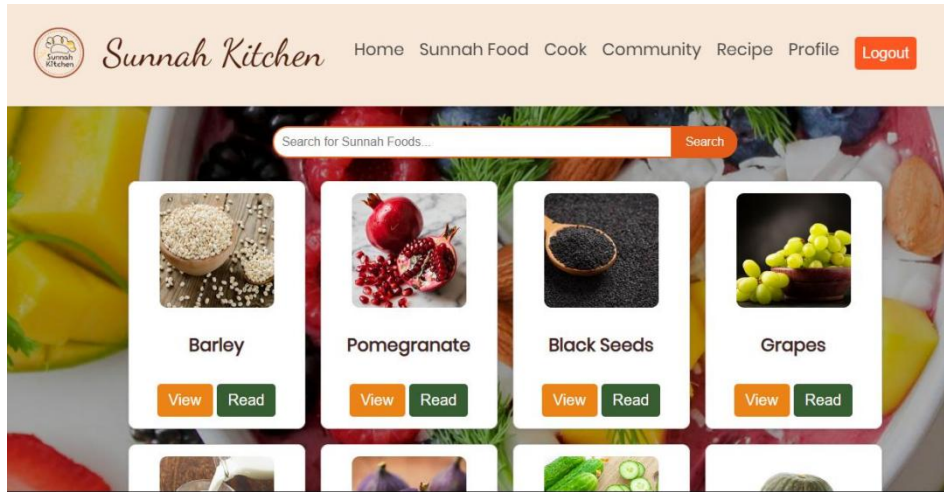 Sunnah
Kitchen
Sunnah Kitchen
Home Sunnah Food Cook Community Recipe Profile Logout
Search for Sunnah Foods... Search
Barley Pomegranate Black Seeds Grapes
View Read View Read View Read View Read